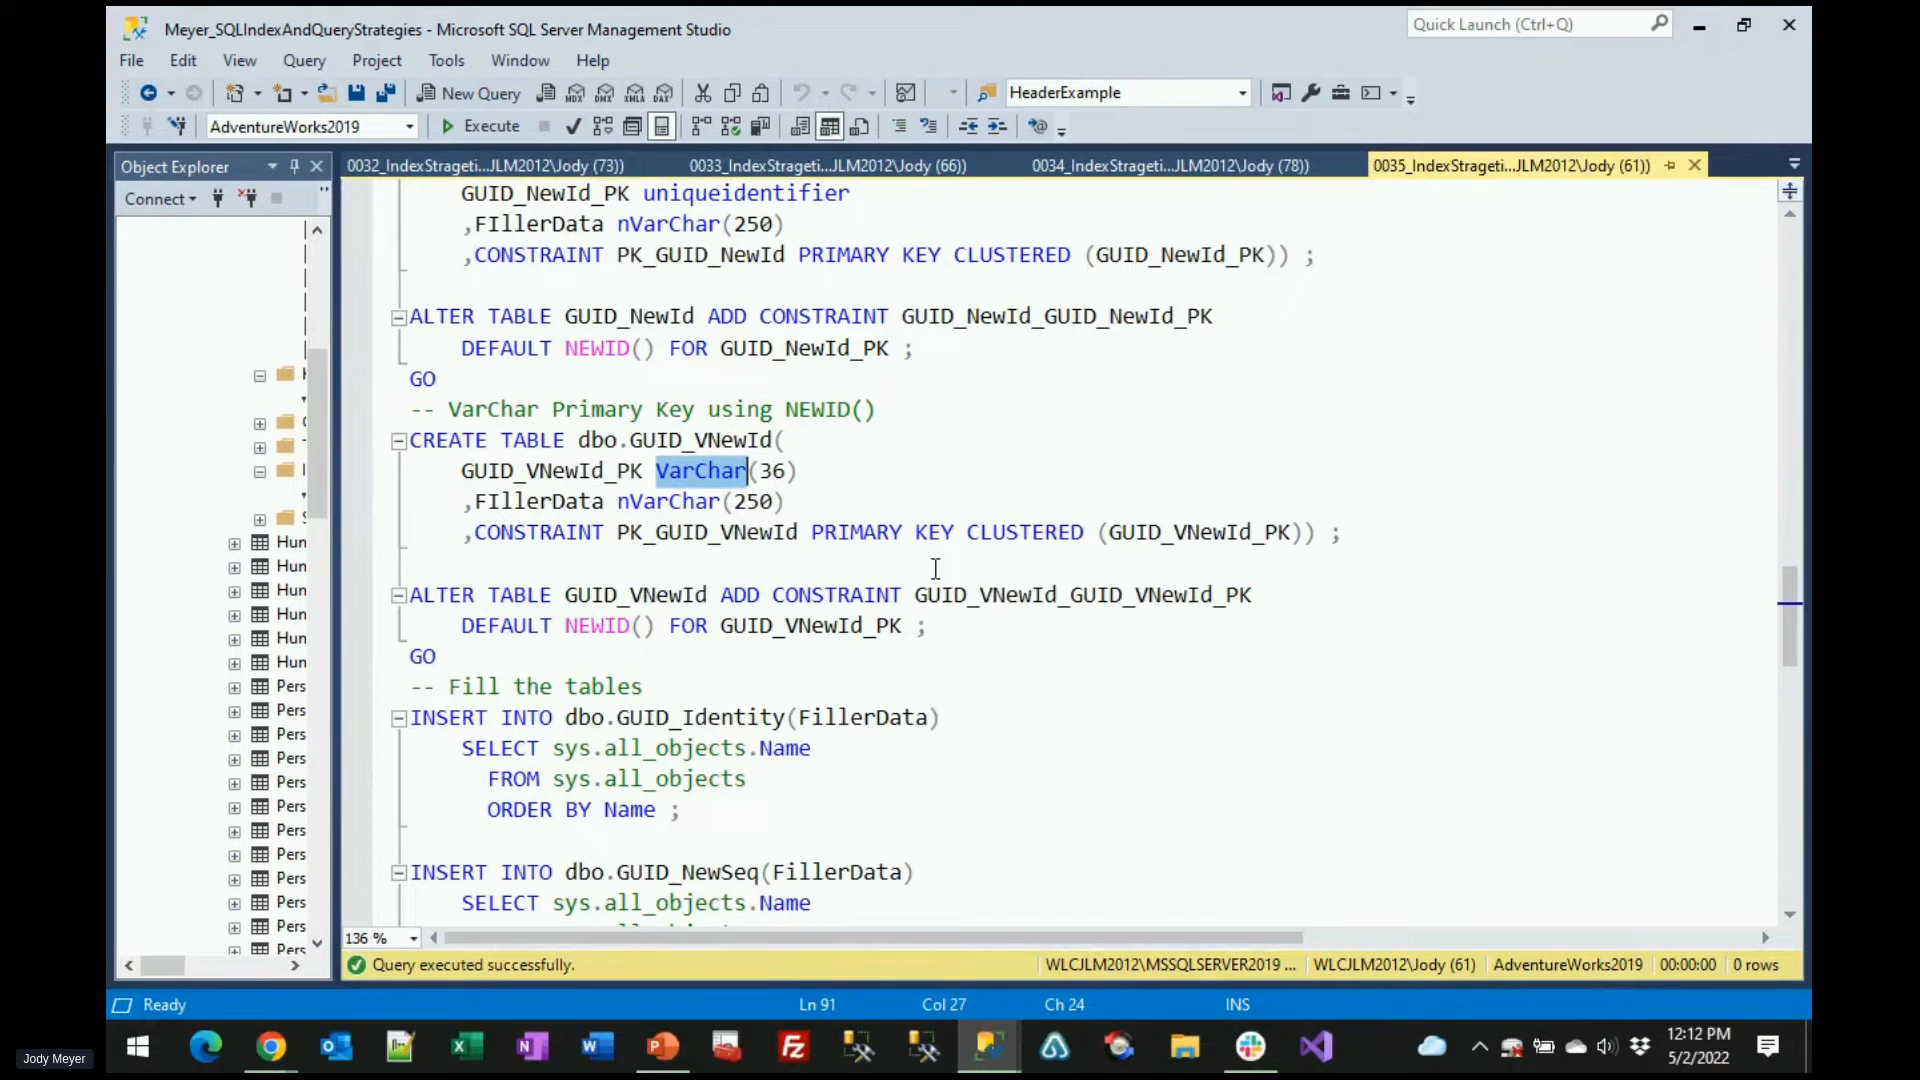 Meyer_SQLIndexAndQueryStrategies - Microsoft SQL Server Management Studio
Quick Launch (Ctrl+Q)
File Edit View Query Project Tools Window Help
New Query
HeaderExample
AdventureWorks2019
Execute
Object Explorer
0032_IndexStrageti...JLM2012\Jody (73))
0033_IndexStrageti...JLM2012\Jody (66))
0034_IndexStrageti...JLM2012\Jody (78))
0035_IndexStrageti...JLM2012\Jody (61))
Connect
GUID_NewId_PK uniqueidentifier
,FIllerData nVarChar(250)
,CONSTRAINT PK_GUID_NewId PRIMARY KEY CLUSTERED (GUID_NewId_PK)) ;
ALTER TABLE GUID_NewId ADD CONSTRAINT GUID_NewId_GUID_NewId_PK
DEFAULT NEWID() FOR GUID_NewId_PK ;
GO
-- VarChar Primary Key using NEWID()
CREATE TABLE dbo.GUID_VNewId(
GUID_VNewId_PK VarChar(36)
,FIllerData nVarChar(250)
,CONSTRAINT PK_GUID_VNewId PRIMARY KEY CLUSTERED (GUID_VNewId_PK)) ;
ALTER TABLE GUID_VNewId ADD CONSTRAINT GUID_VNewId_GUID_VNewId_PK
DEFAULT NEWID() FOR GUID_VNewId_PK ;
GO
-- Fill the tables
INSERT INTO dbo.GUID_Identity(FillerData)
SELECT sys.all_objects.Name
FROM sys.all_objects
ORDER BY Name ;
INSERT INTO dbo.GUID_NewSeq(FillerData)
SELECT sys.all_objects.Name
Hun
Hun
Hun
Hun
Hun
Hun
Pers
Pers
Pers
Pers
Pers
Pers
Pers
Pers
Pers
Pers
Pers
Pers
136 %
Query executed successfully.
WLCJLM2012\MSSQLSERVER2019 ...
WLCJLM2012\Jody (61)
AdventureWorks2019
00:00:00
0 rows
Ready
Ln 91
Col 27
Ch 24
INS
Jody Meyer
12:12 PM
5/2/2022